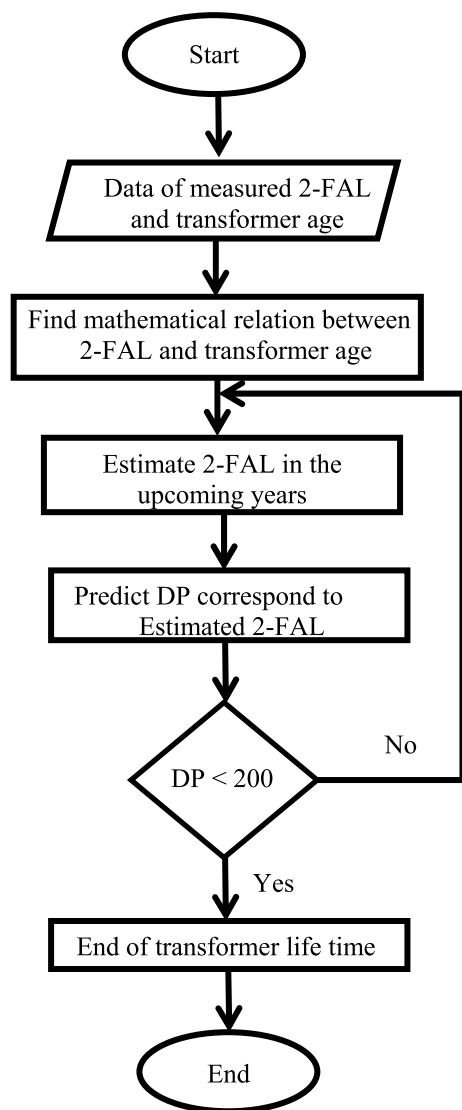 Start
Data of measured 2-FAL
and transformer age
Find mathematical relation between
2-FAL and transformer age
Estimate 2-FAL in the
upcoming years
Predict DP correspond to
Estimated 2-FAL
No
DP < 200
Yes
End of transformer life time
End